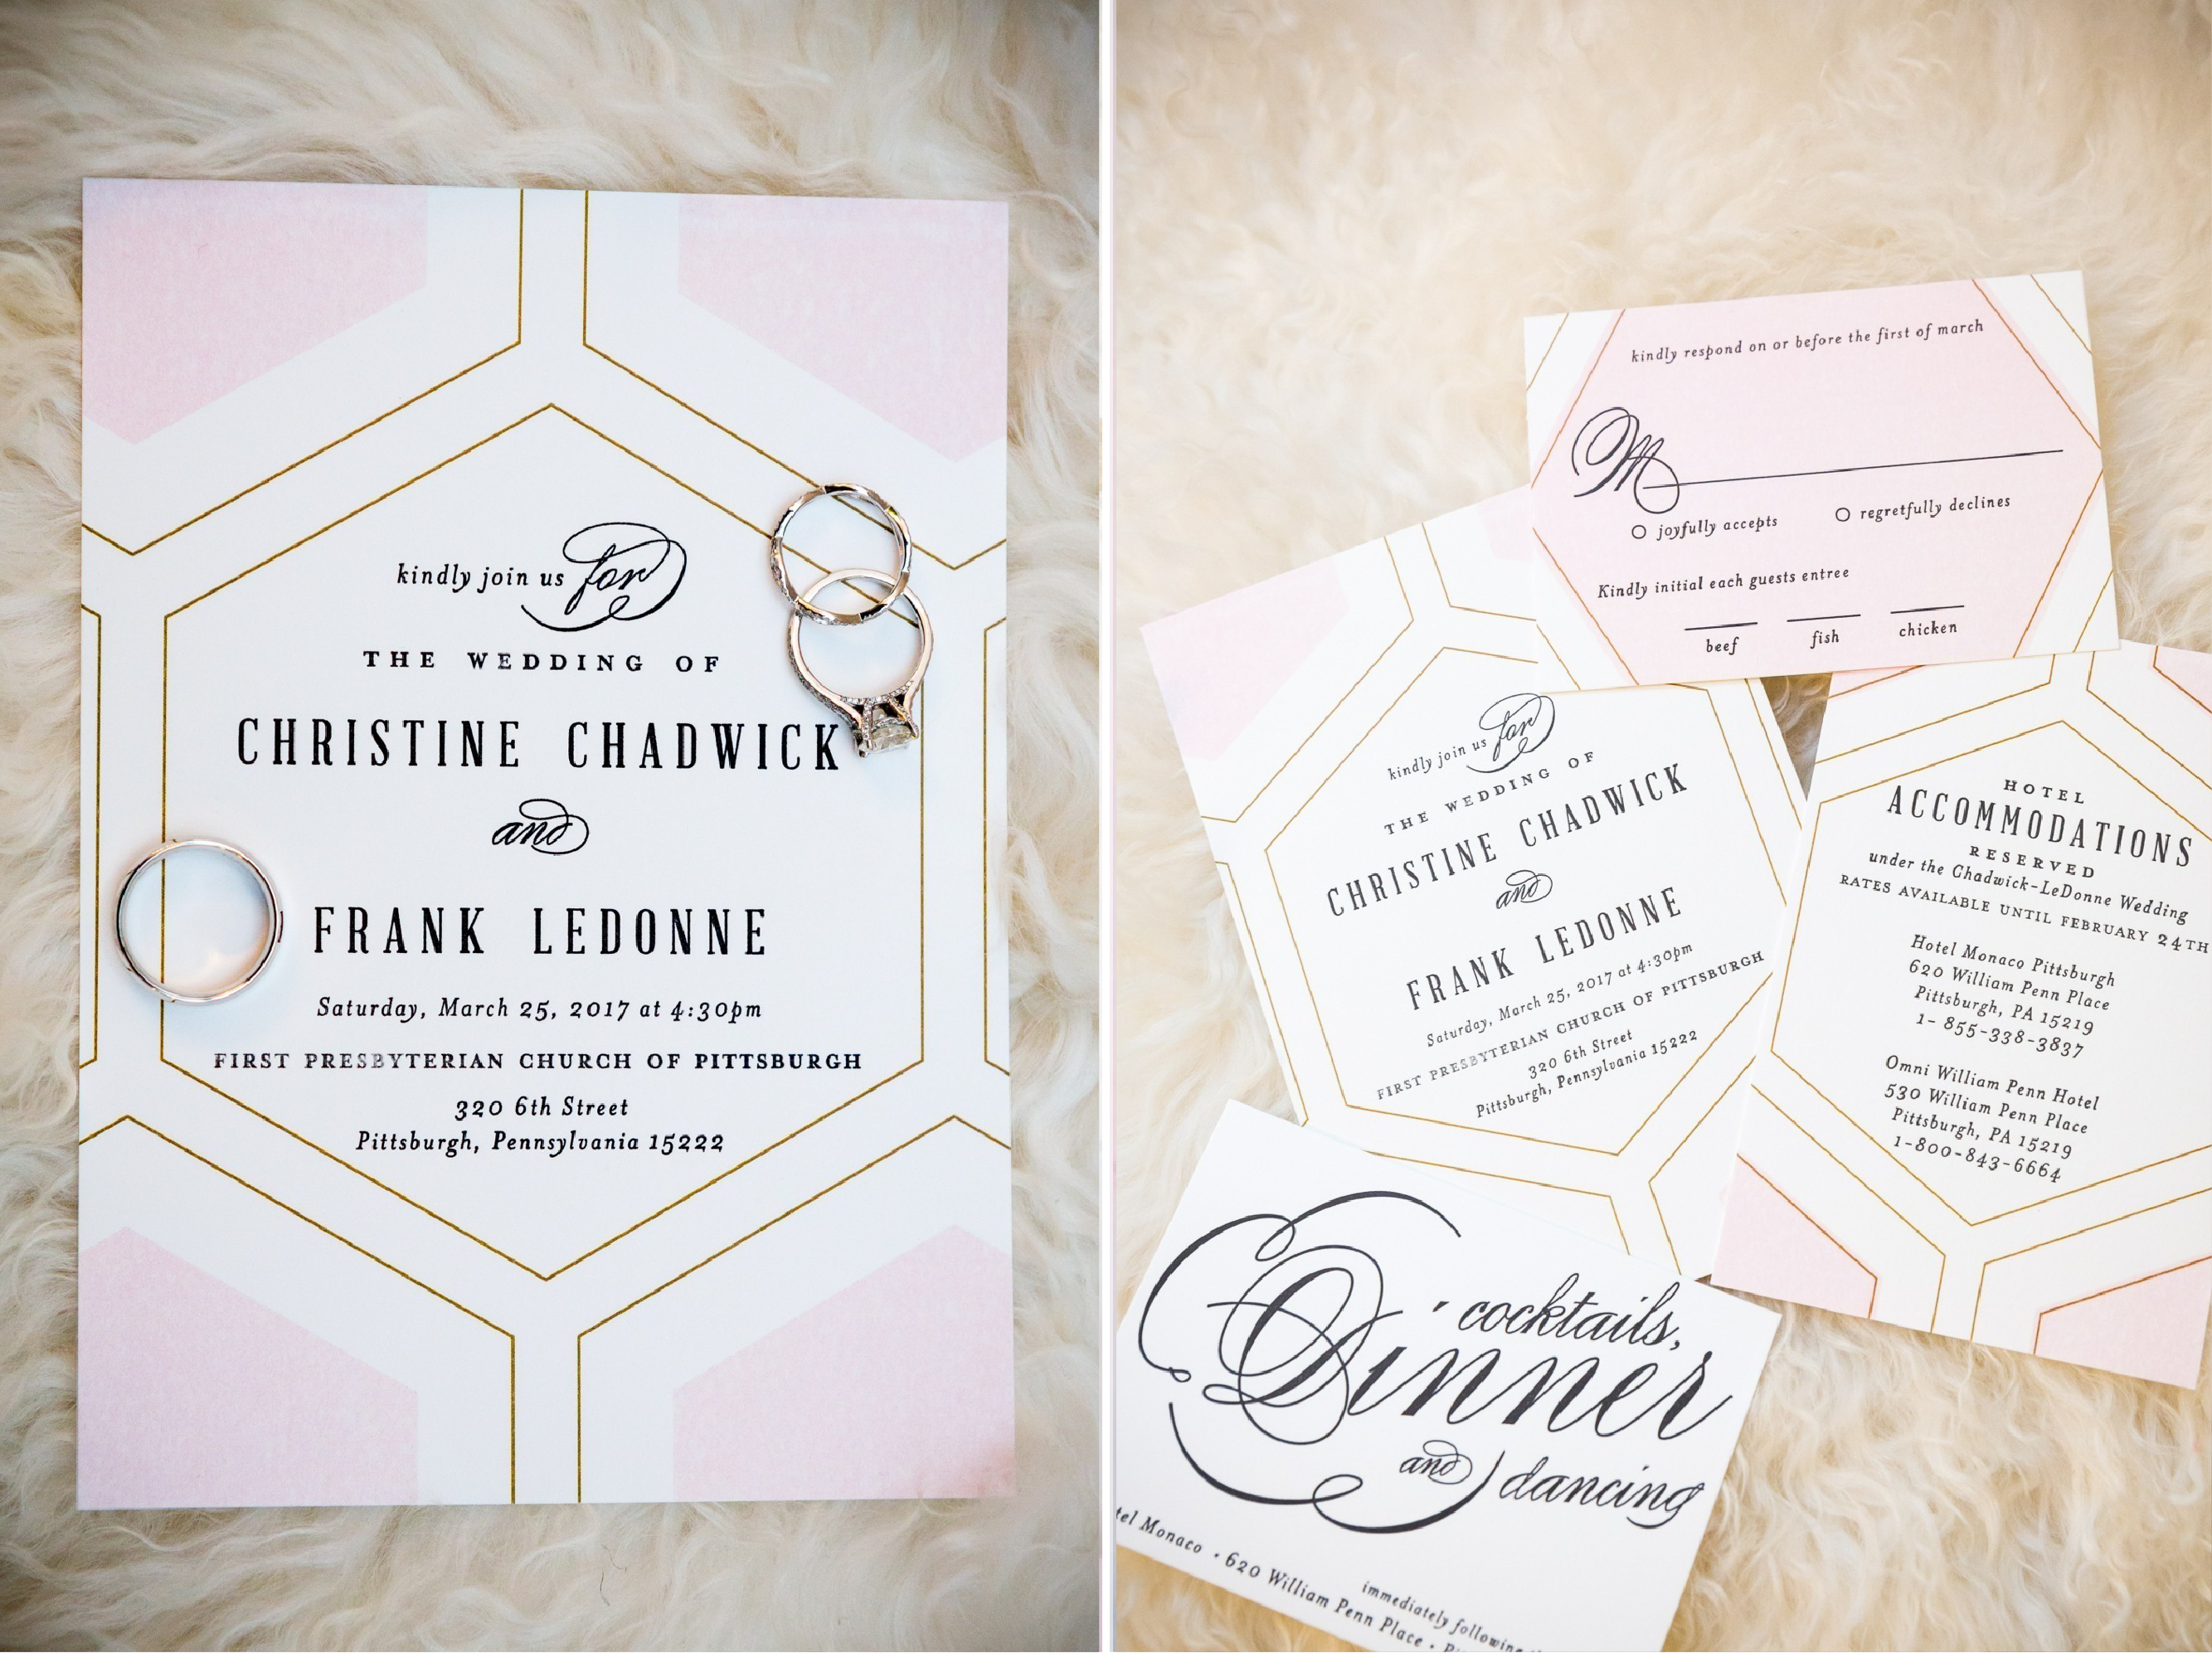 kindly join us for
THE WEDDING OF
CHRISTINE CHADWICK
and
FRANK LEDONNE
Saturday, March 25, 2017 at 4:30pm
FIRST PRESBYTERIAN CHURCH OF PITTSBURGH
320 6th Street
Pittsburgh, Pennsylvania 15222
kindly respond on or before the first of march
M
joyfully accepts
regretfully declines
Kindly initial each guests entree
beef
fish
chicken
kindly join us for
THE WEDDING OF
CHRISTINE CHADWICK
and
FRANK LEDONNE
Saturday, March 25, 2017 at 4:30pm
FIRST PRESBYTERIAN CHURCH OF PITTSBURGH
320 6th Street
Pittsburgh, Pennsylvania 15222
HOTEL
ACCOMMODATIONS
RESERVED
under the Chadwick-LeDonne Wedding
RATES AVAILABLE UNTIL FEBRUARY 24TH
Hotel Monaco Pittsburgh
620 William Penn Place
Pittsburgh, PA 15219
1- 855-338-3837
Omni William Penn Hotel
530 William Penn Place
Pittsburgh, PA 15219
1-800-843-6664
cocktails,
Dinner
and dancing
immediately following
tel Monaco • 620 William Penn Place •